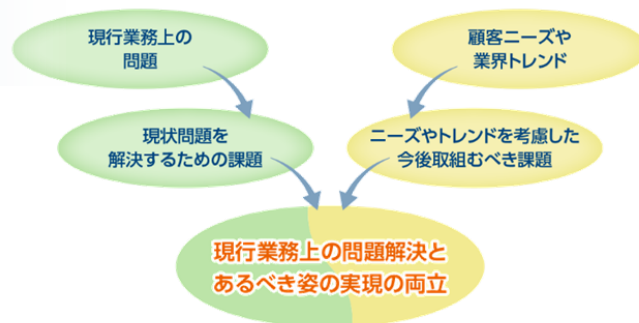 現行業務上の
問題
顧客ニーズや
業界トレンド
現状問題を
解決するための課題
ニーズやトレンドを考慮した
今後取組むべき課題
現行業務上の問題解決と
あるべき姿の実現の両立